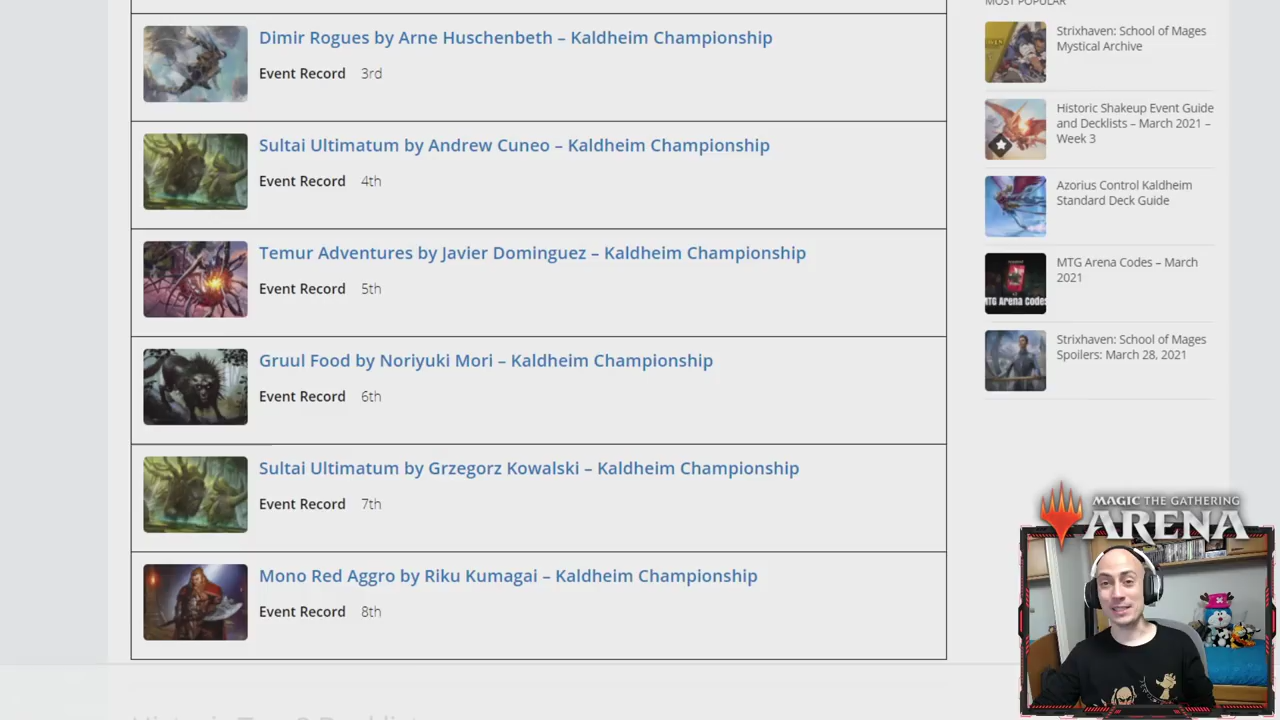 MOST POPULAR
Dimir Rogues by Arne Huschenbeth – Kaldheim Championship
Event Record 3rd
Sultai Ultimatum by Andrew Cuneo – Kaldheim Championship
Event Record 4th
Temur Adventures by Javier Dominguez – Kaldheim Championship
Event Record 5th
Gruul Food by Noriyuki Mori – Kaldheim Championship
Event Record 6th
Sultai Ultimatum by Grzegorz Kowalski – Kaldheim Championship
Event Record 7th
Mono Red Aggro by Riku Kumagai – Kaldheim Championship
Event Record 8th
Strixhaven: School of Mages
Mystical Archive
Historic Shakeup Event Guide
and Decklists – March 2021 –
Week 3
Azorius Control Kaldheim
Standard Deck Guide
MTG Arena Codes
MTG Arena Codes – March
2021
Strixhaven: School of Mages
Spoilers: March 28, 2021
MAGIC THE GATHERING
ARENA